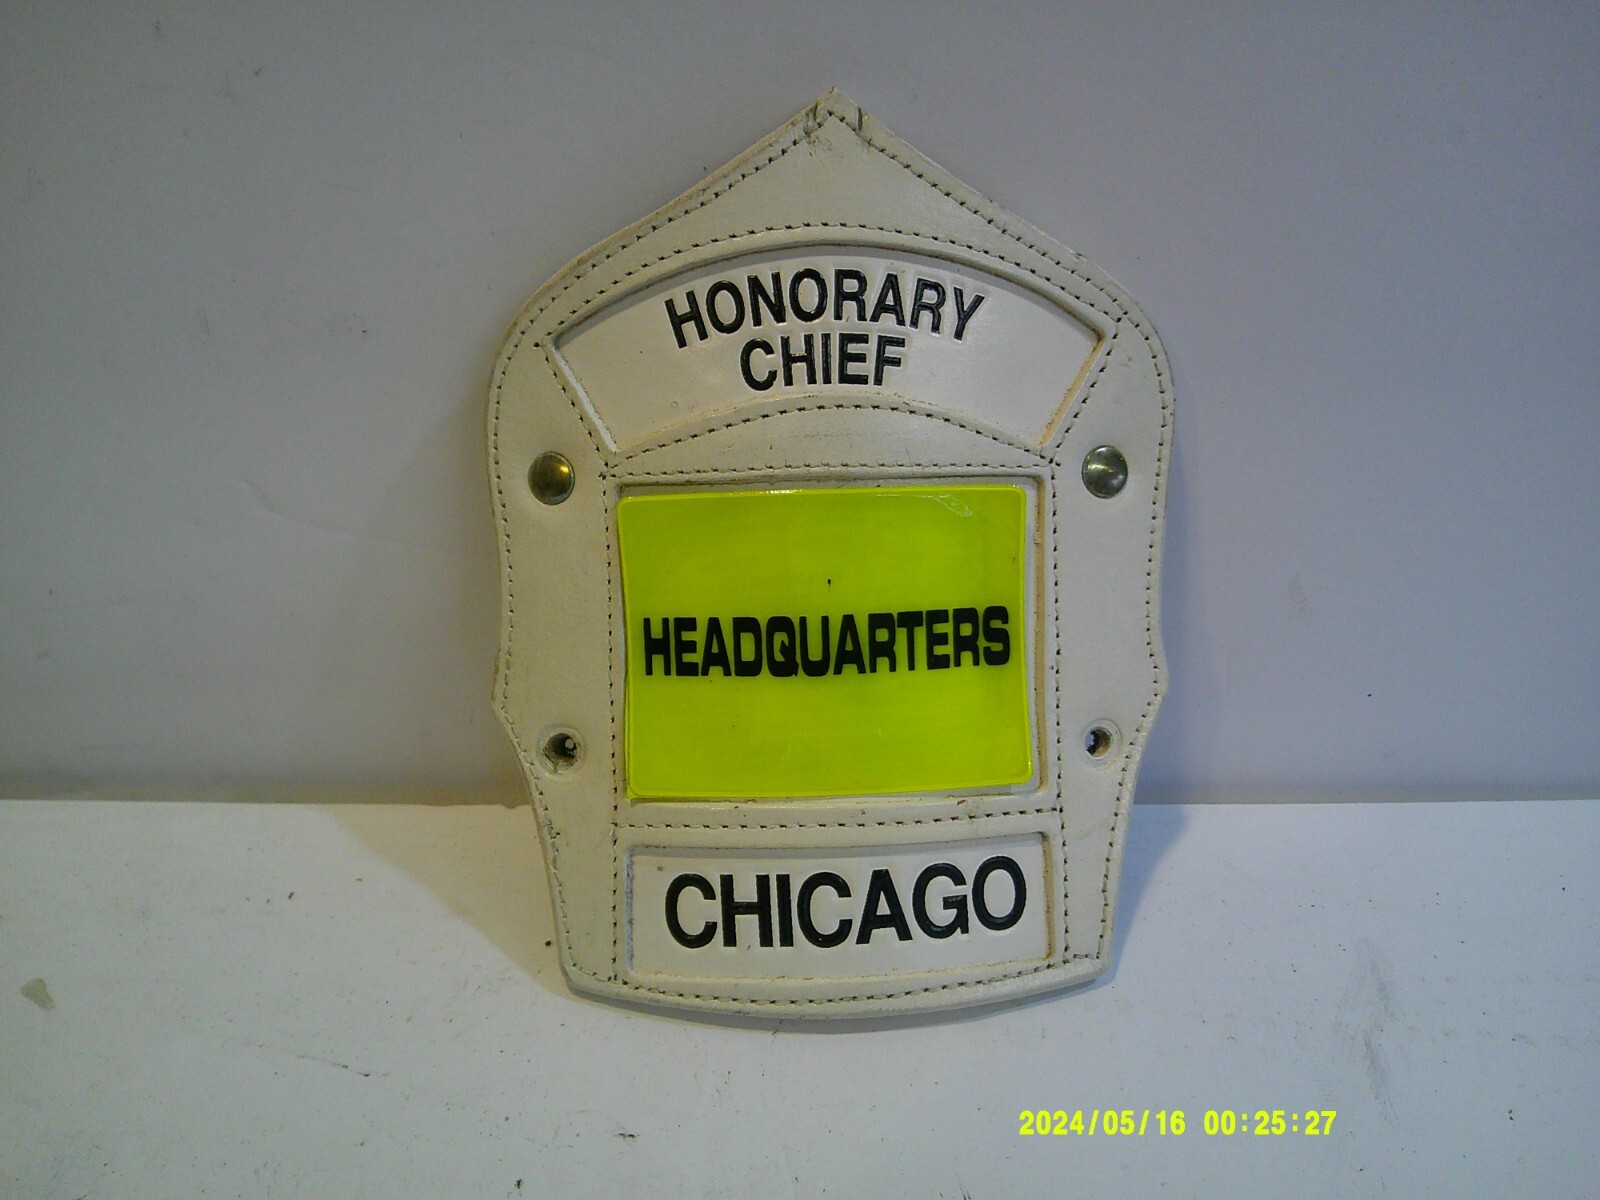 HONORARY
CHIEF
HEADQUARTERS
CHICAGO
2024/05/16 00:25:27